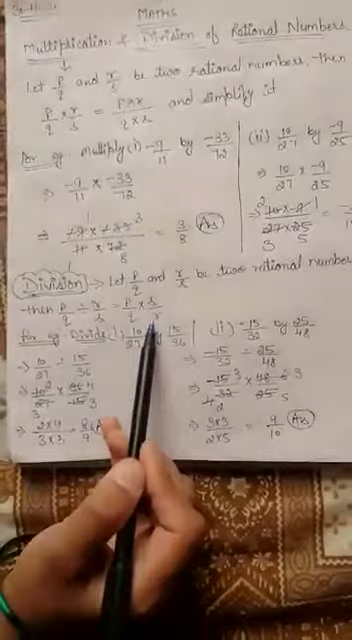 MATHS
Multiplication & Division of Rational Numbers.
Let p/q and r/s be two rational numbers, then
p/q × r/s = p×r / q×s and simplify it
for eg. Multiply (i) -9/11 by -33/72
⇒ -9/11 × -33/72
= 3/8 Ans
(ii) 10/27 by -9/25
⇒ 10/27 × -9/25
Division → Let p/q and r/s be two rational numbers
then p/q ÷ r/s = p/q × s/r
for eg. Divide (i) 10/27 by 15/36
⇒ 10/27 ÷ 15/36
⇒ 2×4 / 3×3 = 8/9
(ii) -15/32 by 25/48
⇒ -15/32 ÷ 25/48
= 9/10 Ans